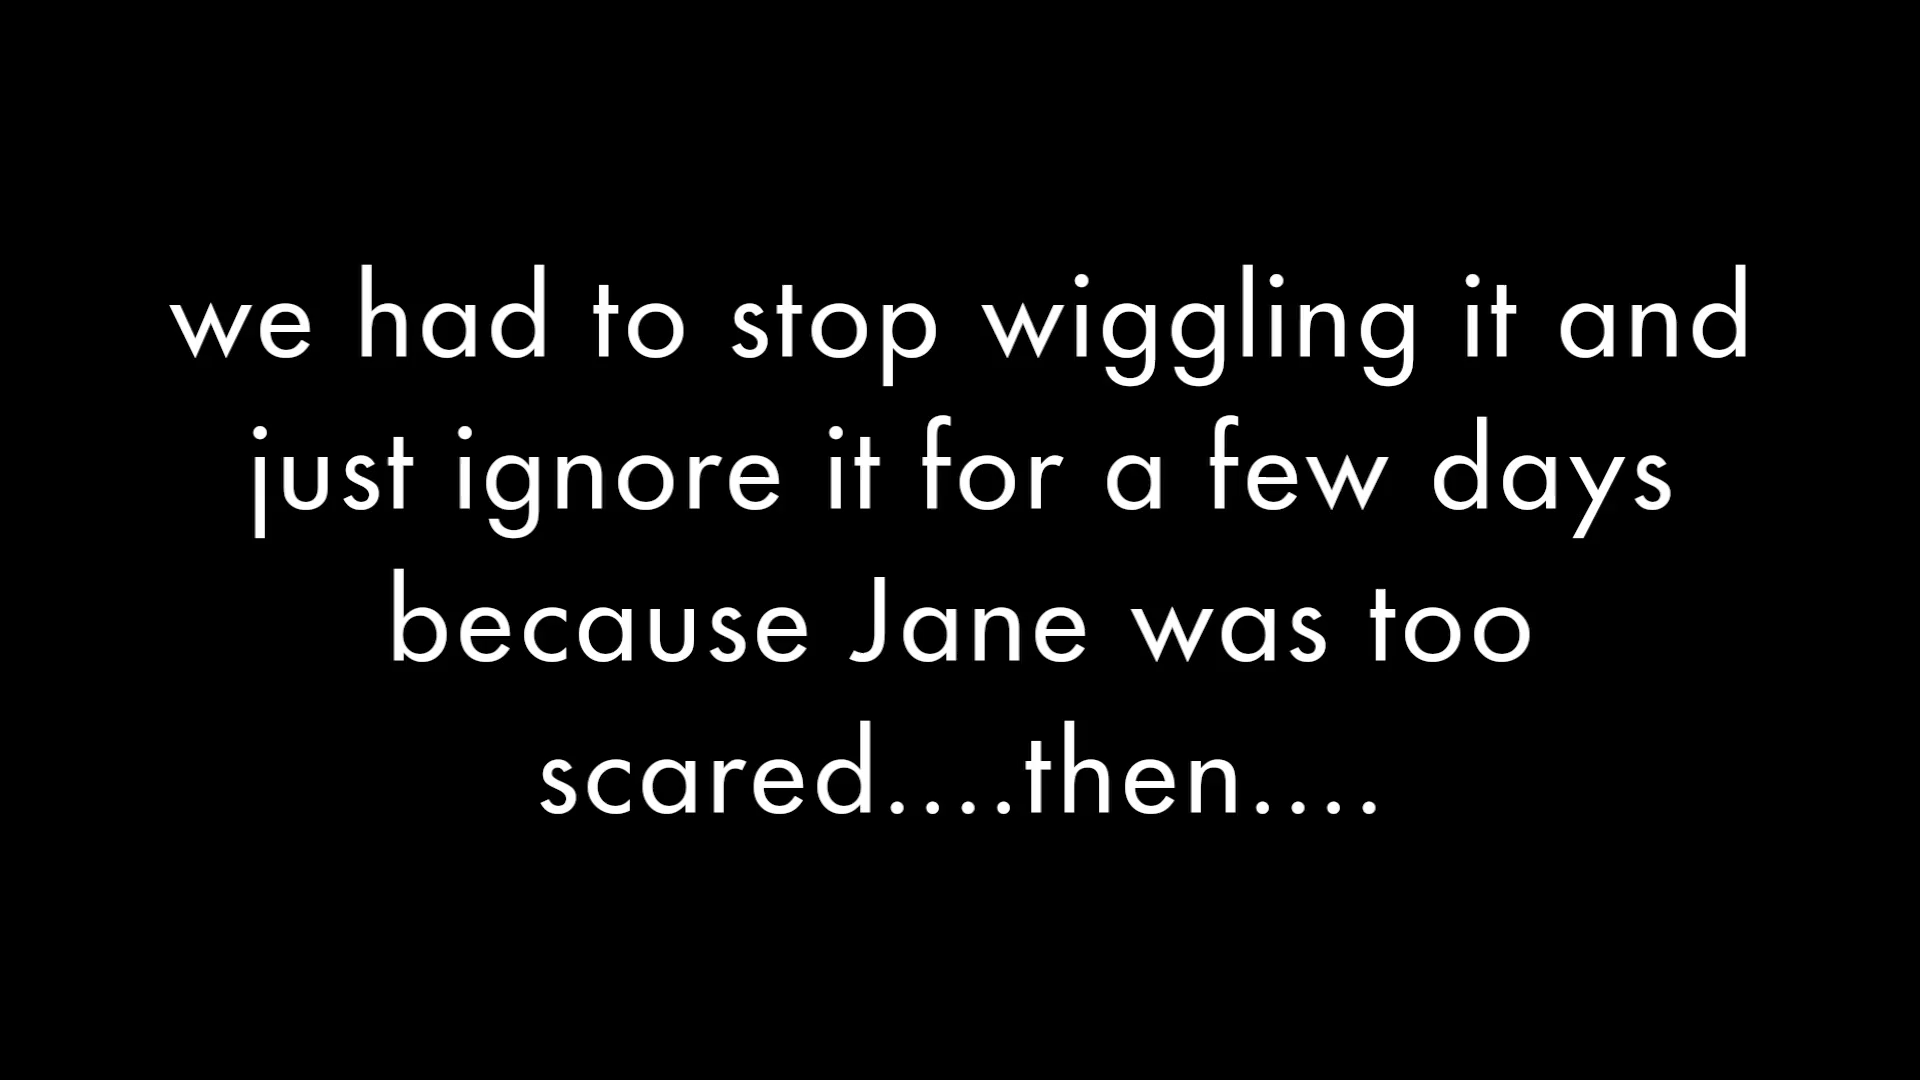 we had to stop wiggling it and
just ignore it for a few days
because Jane was too
scared....then....